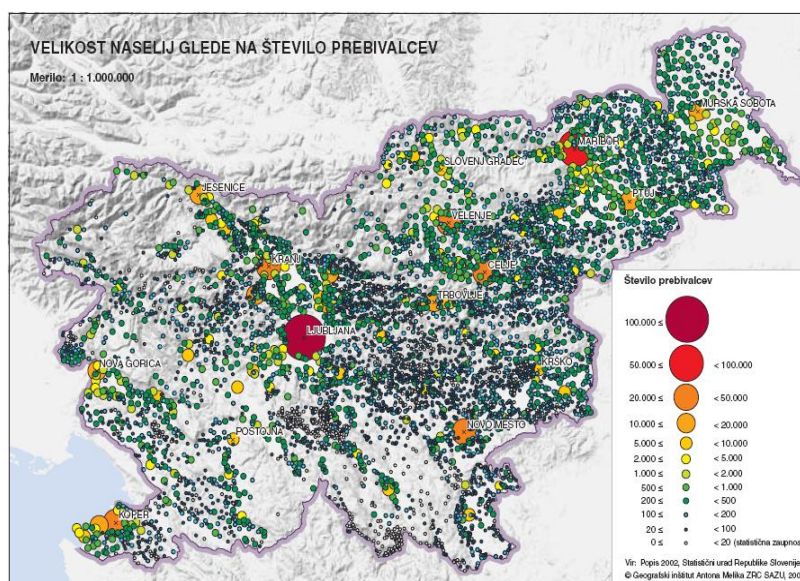 VELIKOST NASELIJ GLEDE NA ŠTEVILO PREBIVALCEV
Merilo: 1 : 1.000.000
MURSKA SOBOTA
MARIBOR
SLOVENJ GRADEC
JESENICE
PTUJ
VELENJE
KRANJ
CELJE
TRBOVLJE
LJUBLJANA
NOVA GORICA
KRŠKO
POSTOJNA
NOVO MESTO
KOPER
Število prebivalcev
100.000 ≤
50.000 ≤ < 100.000
20.000 ≤ < 50.000
10.000 ≤ < 20.000
5.000 ≤ < 10.000
2.000 ≤ < 5.000
1.000 ≤ < 2.000
500 ≤ < 1.000
200 ≤ < 500
100 ≤ < 200
20 ≤ < 100
0 ≤ < 20 (statistična zaupnos
Vir: Popis 2002, Statistični urad Republike Slovenije
© Geografski inštitut Antona Melika ZRC SAZU, 200